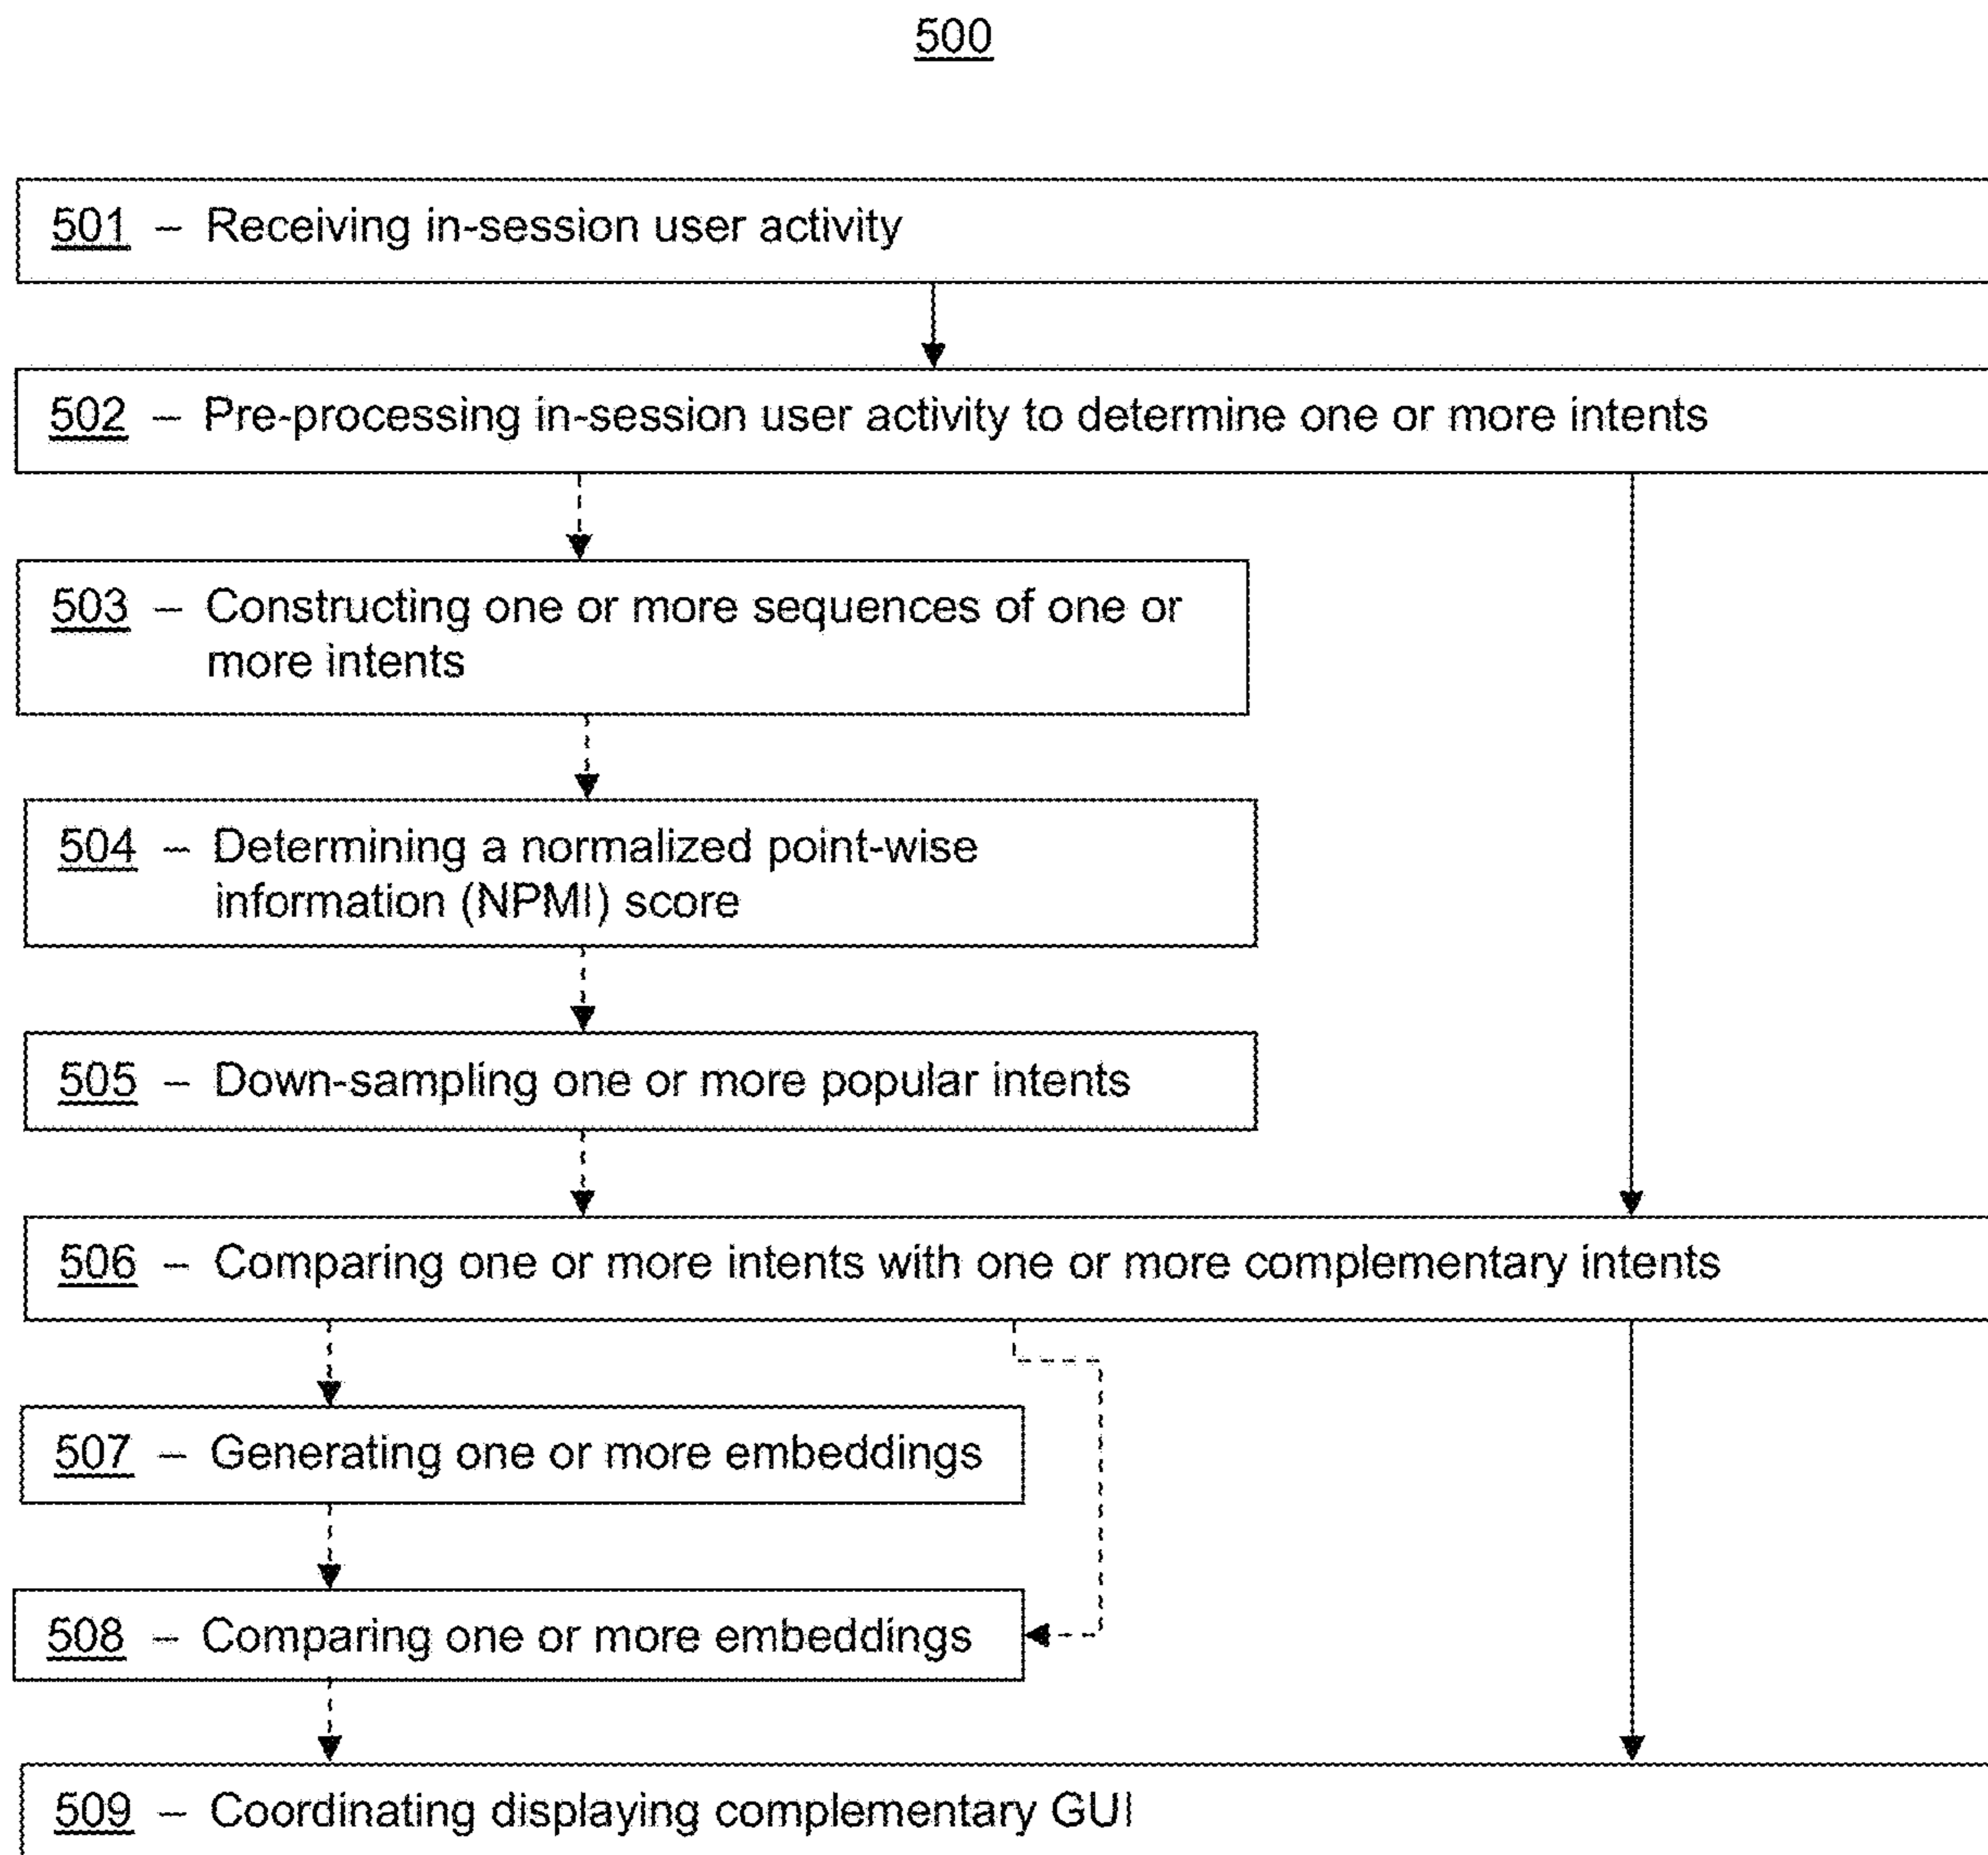 500
501 – Receiving in-session user activity
502 – Pre-processing in-session user activity to determine one or more intents
503 – Constructing one or more sequences of one or
more intents
504 – Determining a normalized point-wise
information (NPMI) score
505 – Down-sampling one or more popular intents
506 – Comparing one or more intents with one or more complementary intents
507 – Generating one or more embeddings
508 – Comparing one or more embeddings
509 – Coordinating displaying complementary GUI